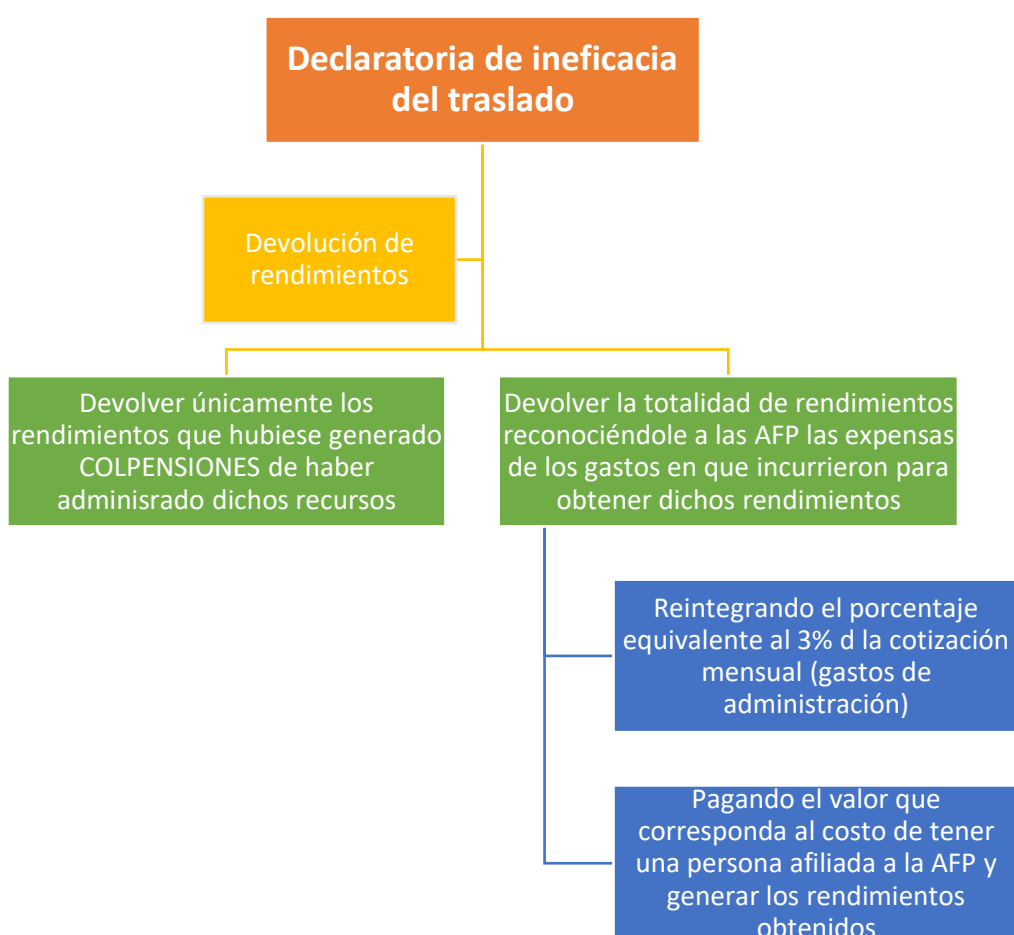 Declaratoria de ineficacia
del traslado
Devolución de
rendimientos
Devolver únicamente los
rendimientos que hubiese generado
COLPENSIONES de haber
adminisrado dichos recursos
Devolver la totalidad de rendimientos
reconociéndole a las AFP las expensas
de los gastos en que incurrieron para
obtener dichos rendimientos
Reintegrando el porcentaje
equivalente al 3% d la cotización
mensual (gastos de
administración)
Pagando el valor que
corresponda al costo de tener
una persona afiliada a la AFP y
generar los rendimientos
obtenidos